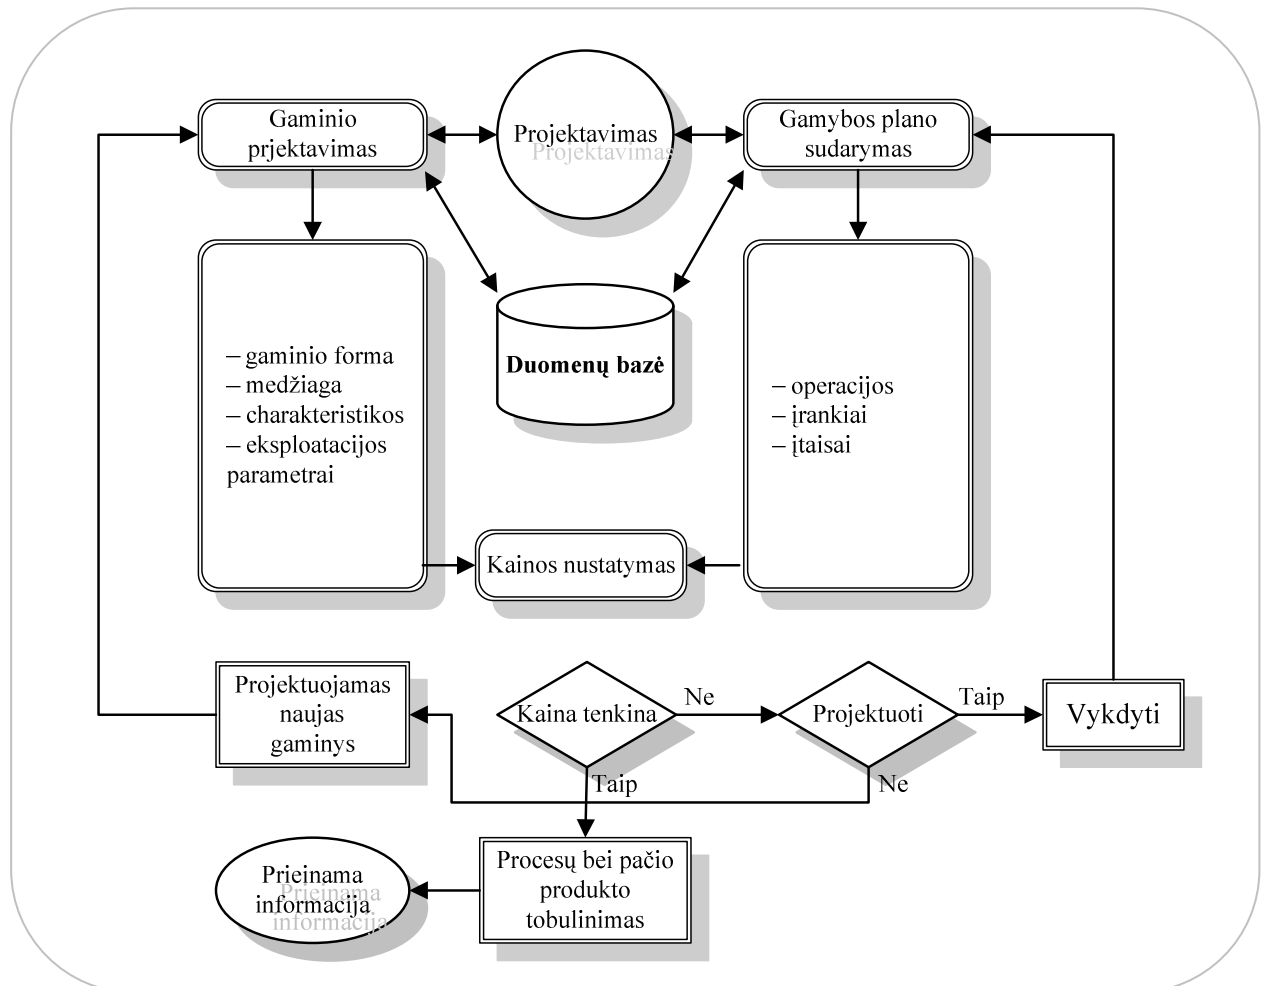 Gaminio
prjektavimas
Projektavimas
Projektavimas
Gamybos plano
sudarymas
– gaminio forma
– medžiaga
– charakteristikos
– eksploatacijos
parametrai
Duomenų bazė
– operacijos
– įrankiai
– įtaisai
Kainos nustatymas
Projektuojamas
naujas
gaminys
Kaina tenkina
Ne
Projektuoti
Taip
Vykdyti
Taip
Ne
Prieinama
informacija
Prieinama
informacija
Procesų bei pačio
produkto
tobulinimas